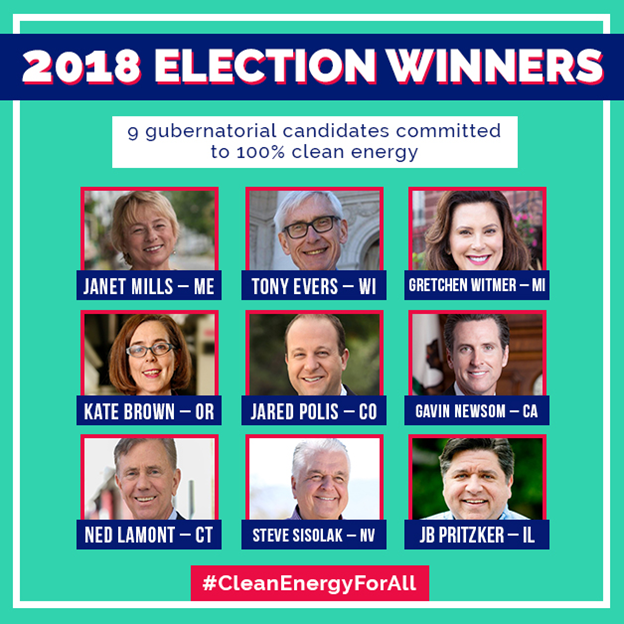 2018 ELECTION WINNERS
9 gubernatorial candidates committed
to 100% clean energy
JANET MILLS – ME
TONY EVERS – WI
GRETCHEN WITMER – MI
KATE BROWN – OR
JARED POLIS – CO
GAVIN NEWSOM – CA
NED LAMONT – CT
STEVE SISOLAK – NV
JB PRITZKER – IL
#CleanEnergyForAll